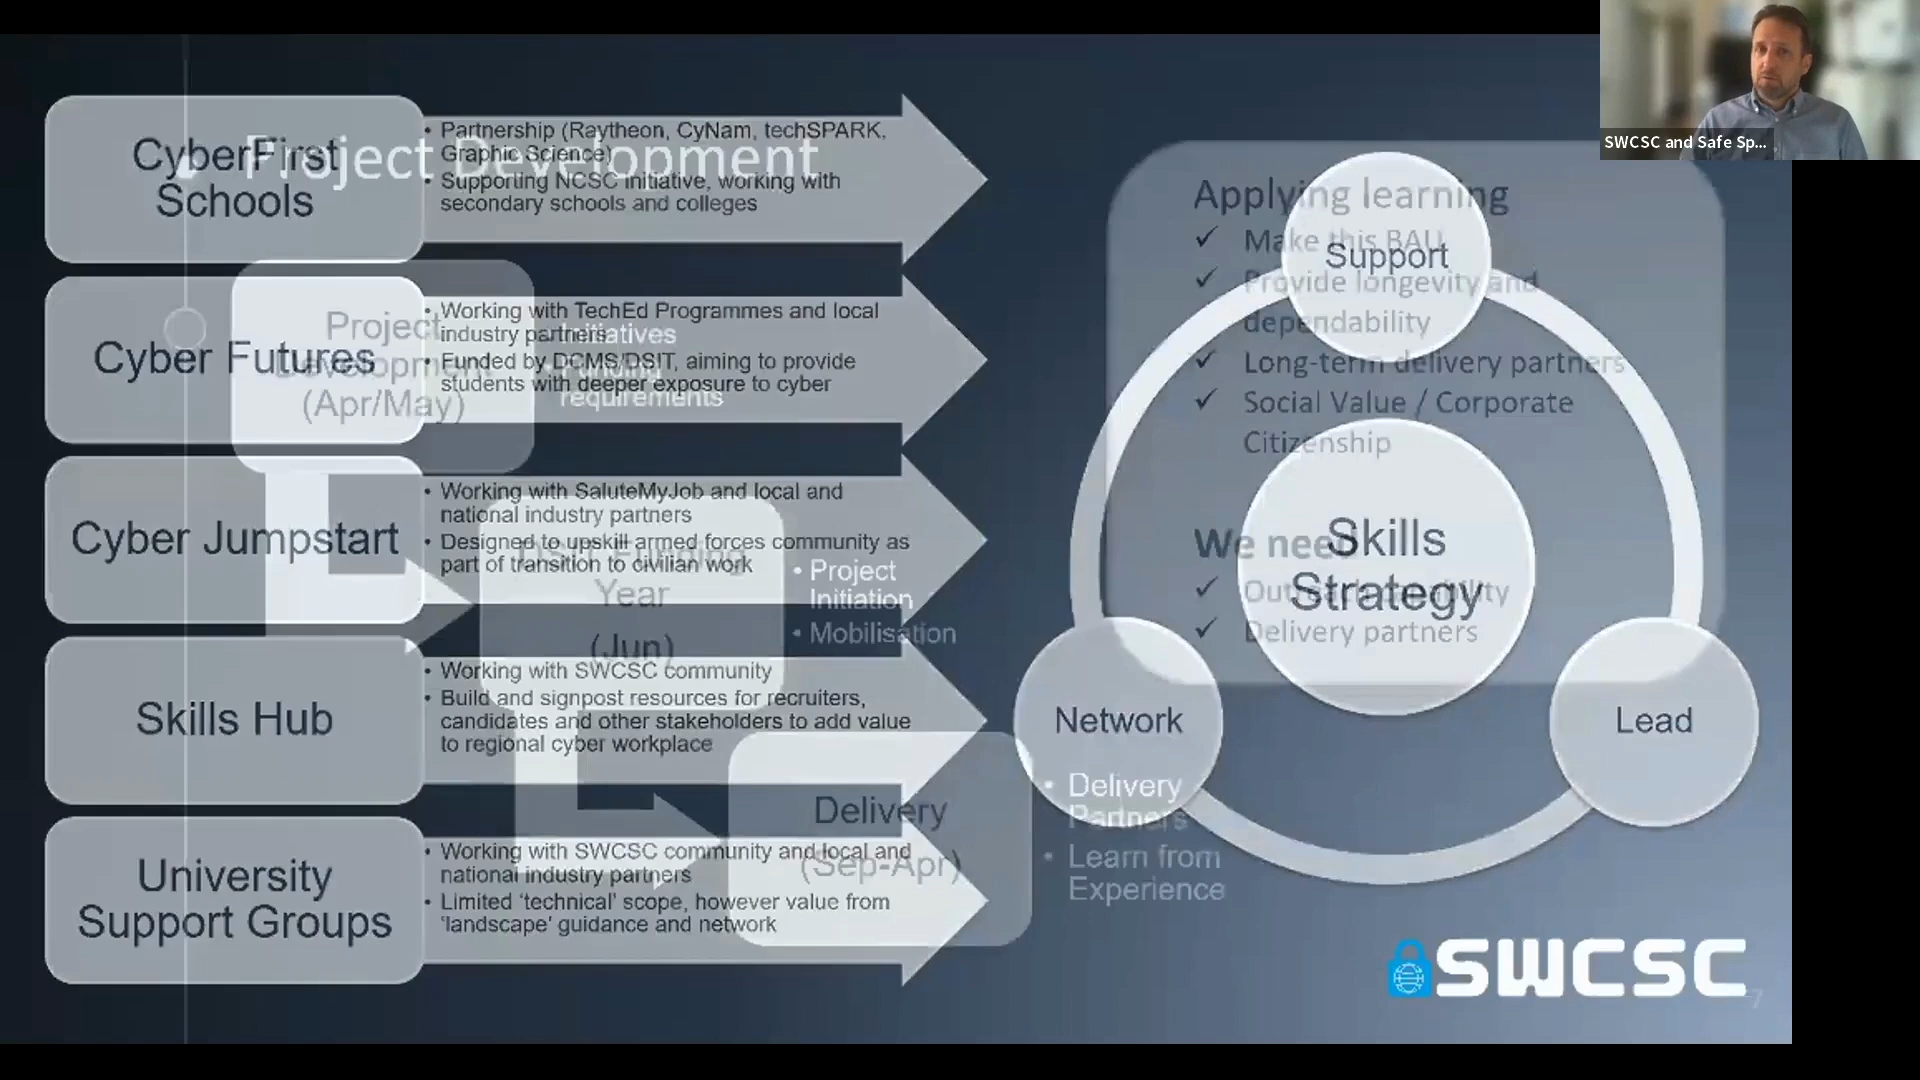 SWCSC and Safe Sp...
Project Development
CyberFirst
Schools
• Partnership (Raytheon, CyNam, techSPARK,
Graphic Science)
• Supporting NCSC initiative, working with
secondary schools and colleges
Cyber Futures
• Working with TechEd Programmes and local
industry partners
• Funded by DCMS/DSIT, aiming to provide
students with deeper exposure to cyber
Cyber Jumpstart
• Working with SaluteMyJob and local and
national industry partners
• Designed to upskill armed forces community as
part of transition to civilian work
Skills Hub
• Working with SWCSC community
• Build and signpost resources for recruiters,
candidates and other stakeholders to add value
to regional cyber workplace
University
Support Groups
• Working with SWCSC community and local and
national industry partners
• Limited ‘technical’ scope, however value from
‘landscape’ guidance and network
Project
Development
(Apr/May)
• Initiatives
• Funding
requirements
DSIT Funding
Year
(Jun)
• Project
Initiation
• Mobilisation
Delivery
(Sep-Apr)
• Delivery
Partners
• Learn from
Experience
Applying learning
✓ Make this BAU
✓ Provide longevity and
dependability
✓ Long-term delivery partners
✓ Social Value / Corporate
Citizenship
We need
✓ Outreach capability
✓ Delivery partners
Support
Skills
Strategy
Network
Lead
SWCSC
7